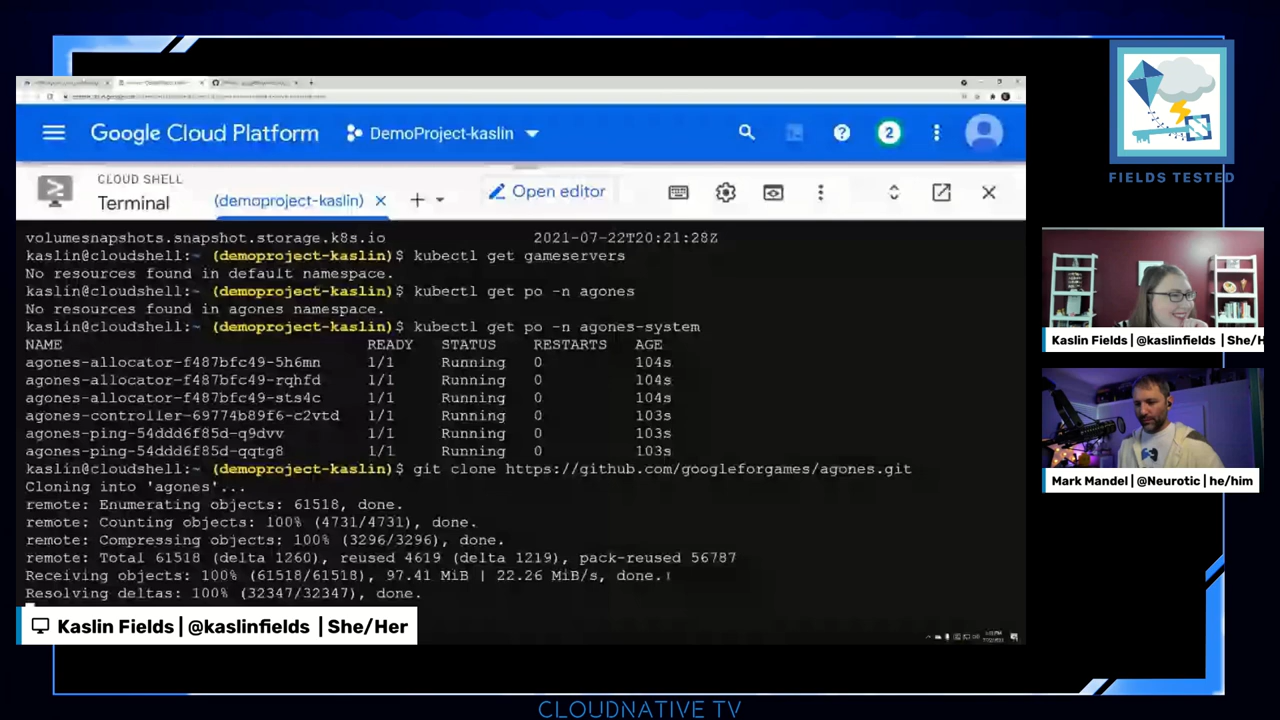 Google Cloud Platform
DemoProject-kaslin
2
CLOUD SHELL
Terminal
(demoproject-kaslin)
Open editor
volumesnapshots.snapshot.storage.k8s.io 2021-07-22T20:21:28Z
kaslin@cloudshell:~ (demoproject-kaslin)$ kubectl get gameservers
No resources found in default namespace.
kaslin@cloudshell:~ (demoproject-kaslin)$ kubectl get po -n agones
No resources found in agones namespace.
kaslin@cloudshell:~ (demoproject-kaslin)$ kubectl get po -n agones-system
NAME READY STATUS RESTARTS AGE
agones-allocator-f487bfc49-5h6mn 1/1 Running 0 104s
agones-allocator-f487bfc49-rqhfd 1/1 Running 0 104s
agones-allocator-f487bfc49-sts4c 1/1 Running 0 104s
agones-controller-69774b89f6-c2vtd 1/1 Running 0 103s
agones-ping-54ddd6f85d-q9dvv 1/1 Running 0 103s
agones-ping-54ddd6f85d-qqtg8 1/1 Running 0 103s
kaslin@cloudshell:~ (demoproject-kaslin)$ git clone https://github.com/googleforgames/agones.git
Cloning into 'agones'...
remote: Enumerating objects: 61518, done.
remote: Counting objects: 100% (4731/4731), done.
remote: Compressing objects: 100% (3296/3296), done.
remote: Total 61518 (delta 1260), reused 4619 (delta 1219), pack-reused 56787
Receiving objects: 100% (61518/61518), 97.41 MiB | 22.26 MiB/s, done.
Resolving deltas: 100% (32347/32347), done.
Kaslin Fields | @kaslinfields | She/Her
FIELDS TESTED
Kaslin Fields | @kaslinfields | She/H
Mark Mandel | @Neurotic | he/him
CLOUDNATIVE TV